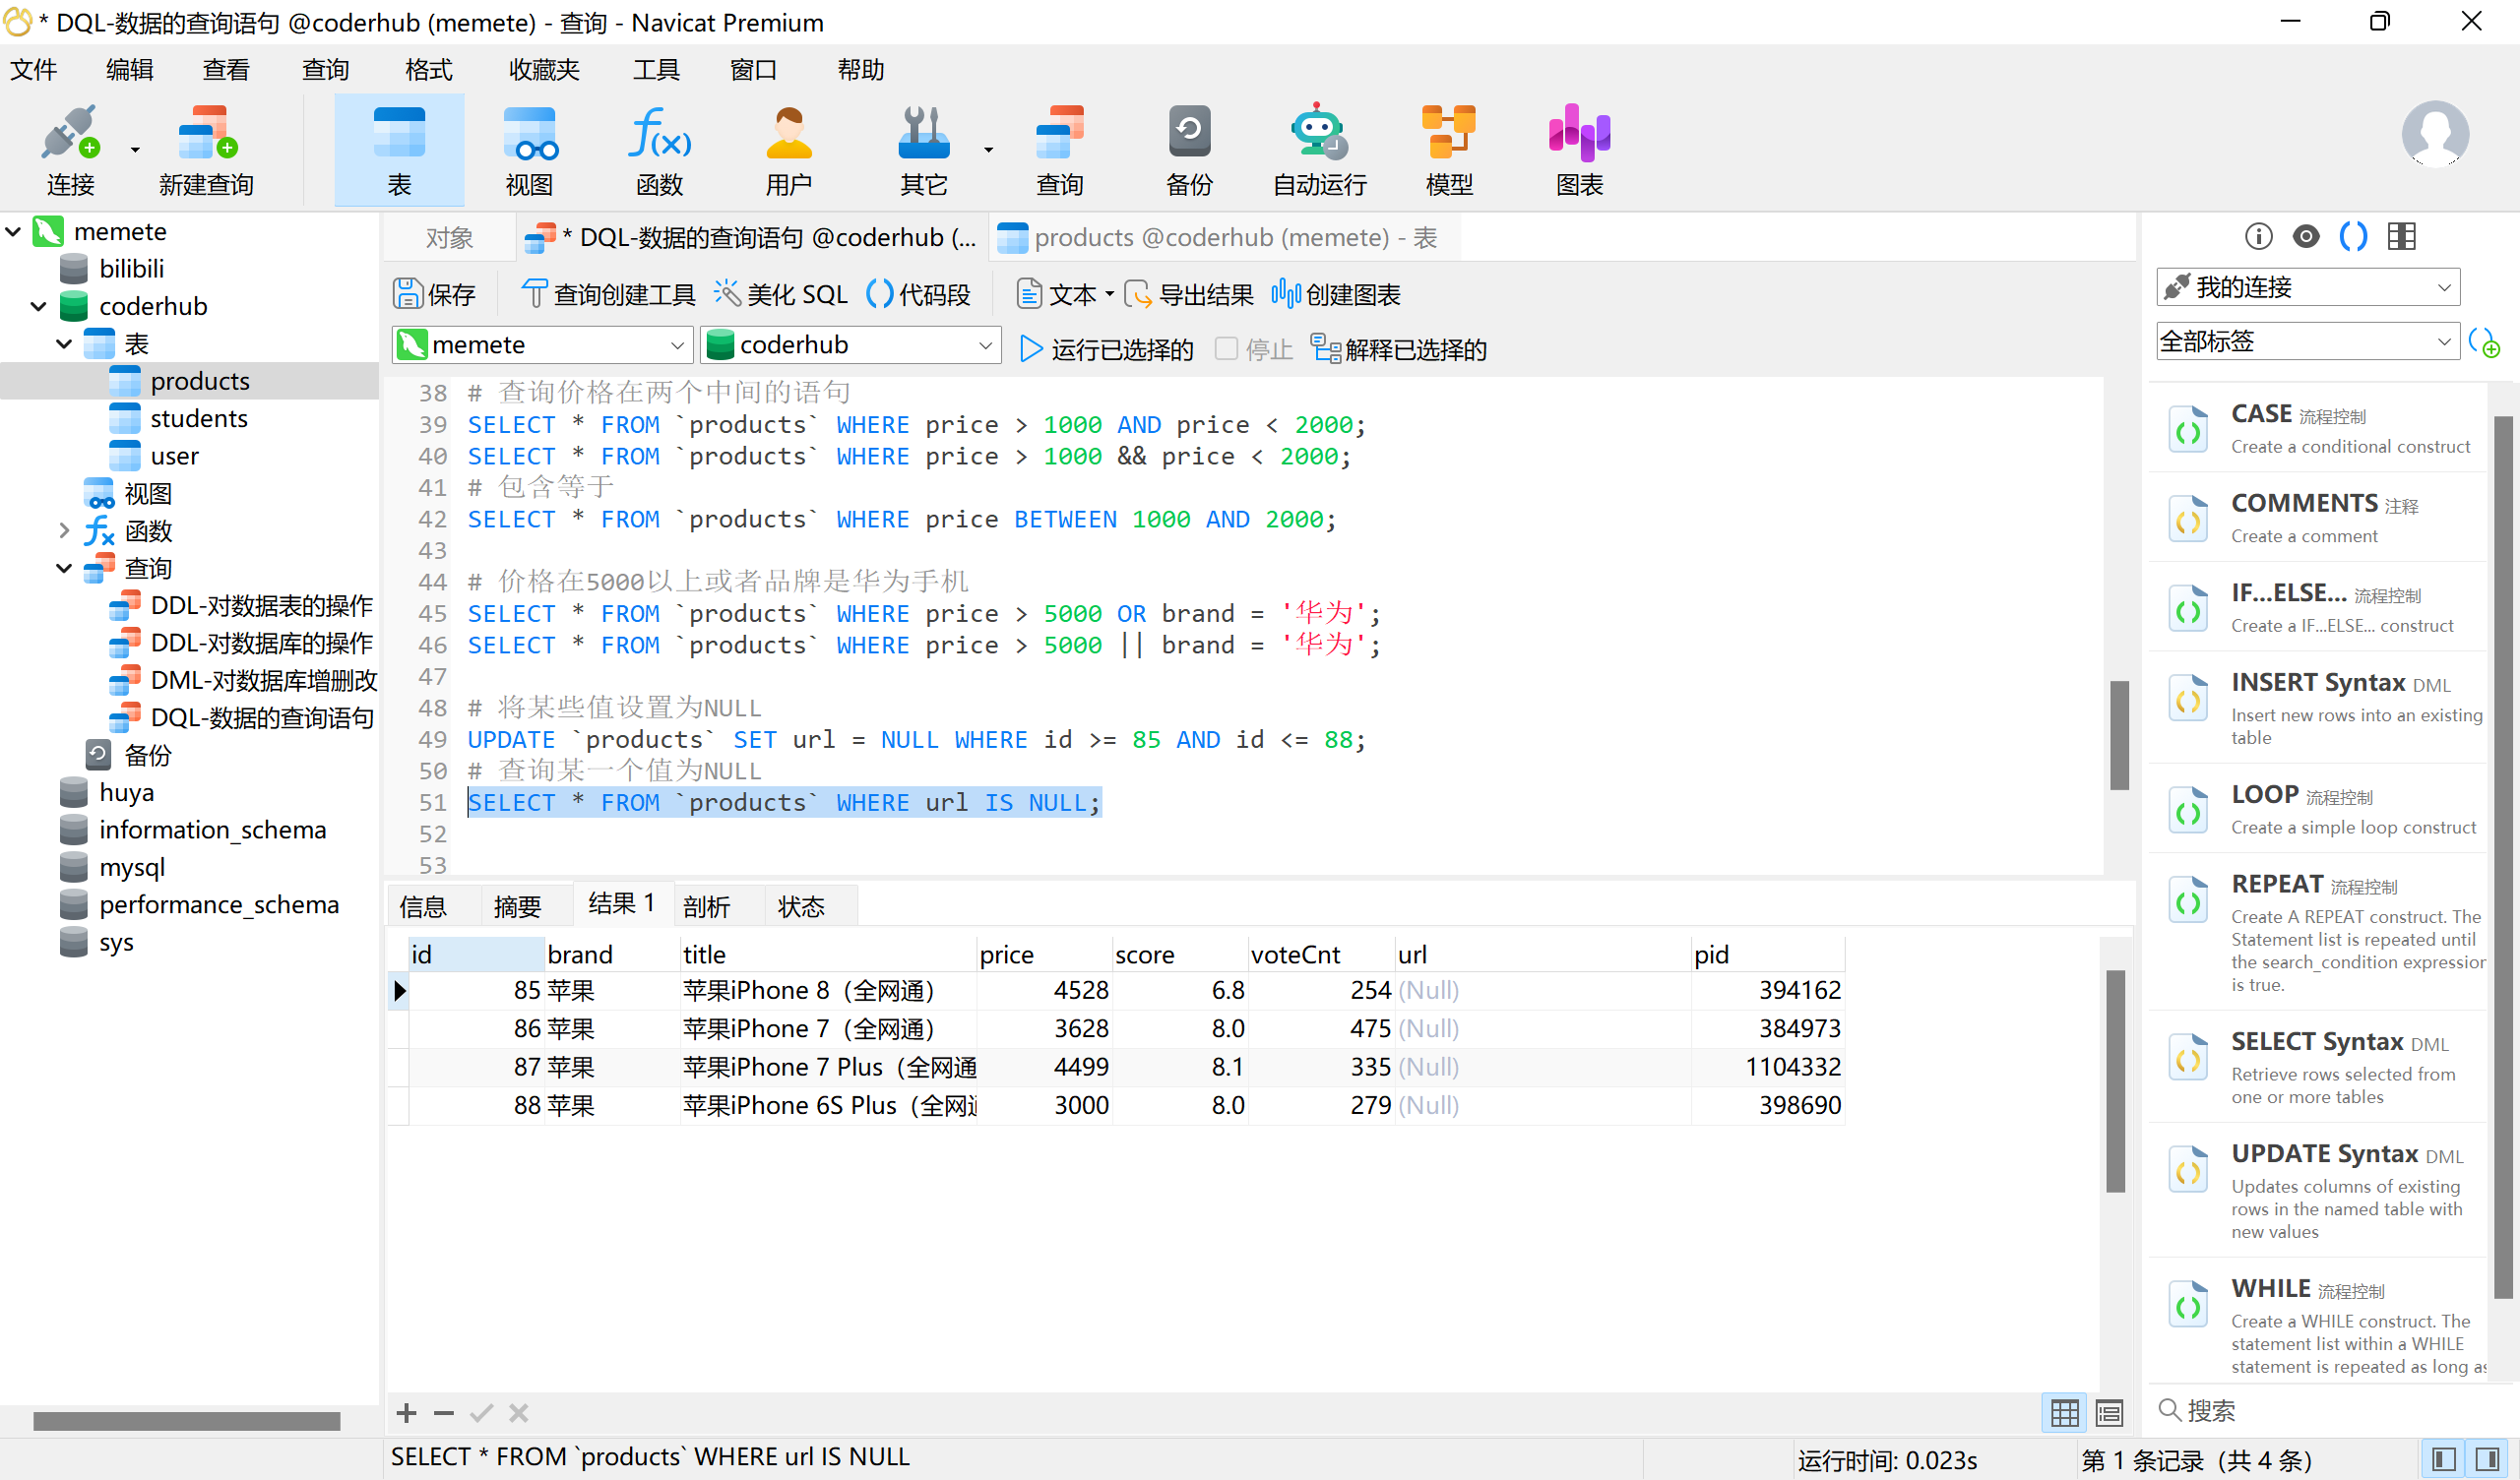 * DQL-数据的查询语句 @coderhub (memete) - 查询 - Navicat Premium
文件 编辑 查看 查询 格式 收藏夹 工具 窗口 帮助
连接 新建查询 表 视图 函数 用户 其它 查询 备份 自动运行 模型 图表
memete
bilibili
coderhub
表
products
students
user
视图
函数
查询
DDL-对数据表的操作
DDL-对数据库的操作
DML-对数据库增删改
DQL-数据的查询语句
备份
huya
information_schema
mysql
performance_schema
sys
对象 * DQL-数据的查询语句 @coderhub (... products @coderhub (memete) - 表
保存 查询创建工具 美化 SQL 代码段 文本 导出结果 创建图表
memete coderhub 运行已选择的 停止 解释已选择的
38 # 查询价格在两个中间的语句
39 SELECT * FROM `products` WHERE price > 1000 AND price < 2000;
40 SELECT * FROM `products` WHERE price > 1000 && price < 2000;
41 # 包含等于
42 SELECT * FROM `products` WHERE price BETWEEN 1000 AND 2000;
43
44 # 价格在5000以上或者品牌是华为手机
45 SELECT * FROM `products` WHERE price > 5000 OR brand = '华为';
46 SELECT * FROM `products` WHERE price > 5000 || brand = '华为';
47
48 # 将某些值设置为NULL
49 UPDATE `products` SET url = NULL WHERE id >= 85 AND id <= 88;
50 # 查询某一个值为NULL
51 SELECT * FROM `products` WHERE url IS NULL;
52
53
信息 摘要 结果 1 剖析 状态
id brand title price score voteCnt url pid
85 苹果 苹果iPhone 8（全网通） 4528 6.8 254 (Null) 394162
86 苹果 苹果iPhone 7（全网通） 3628 8.0 475 (Null) 384973
87 苹果 苹果iPhone 7 Plus（全网通 4499 8.1 335 (Null) 1104332
88 苹果 苹果iPhone 6S Plus（全网 3000 8.0 279 (Null) 398690
SELECT * FROM `products` WHERE url IS NULL 运行时间: 0.023s 第 1 条记录（共 4 条）
我的连接
全部标签
CASE 流程控制
Create a conditional construct
COMMENTS 注释
Create a comment
IF...ELSE... 流程控制
Create a IF...ELSE... construct
INSERT Syntax DML
Insert new rows into an existing
table
LOOP 流程控制
Create a simple loop construct
REPEAT 流程控制
Create A REPEAT construct. The
Statement list is repeated until
the search_condition expression
is true.
SELECT Syntax DML
Retrieve rows selected from
one or more tables
UPDATE Syntax DML
Updates columns of existing
rows in the named table with
new values
WHILE 流程控制
Create a WHILE construct. The
statement list within a WHILE
statement is repeated as long as
搜索